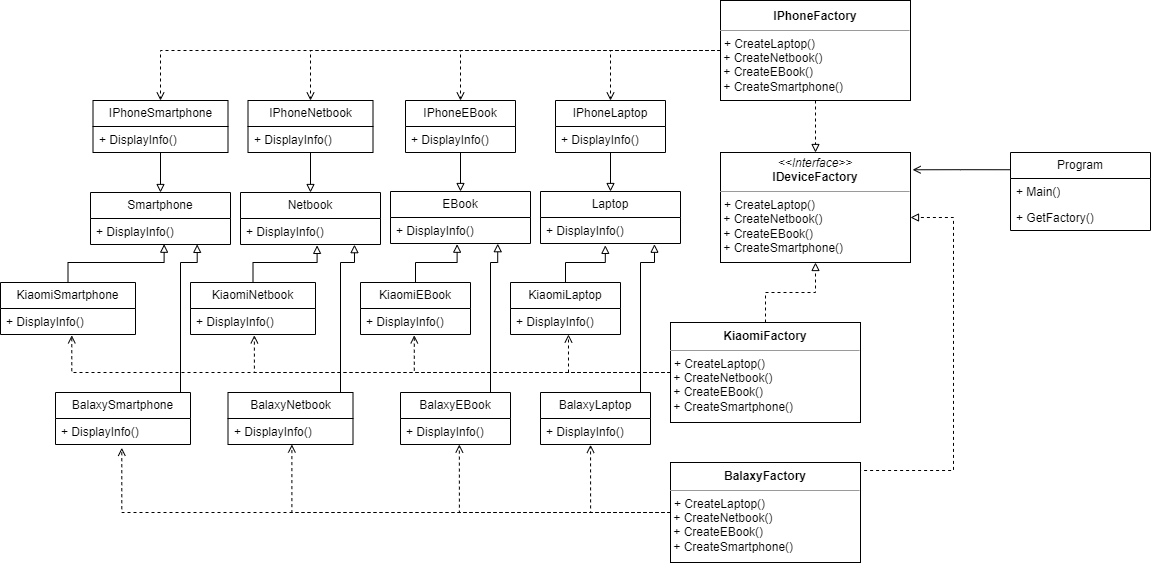 IPhoneFactory
+ CreateLaptop()
+ CreateNetbook()
+ CreateEBook()
+ CreateSmartphone()
IPhoneSmartphone
+ DisplayInfo()
IPhoneNetbook
+ DisplayInfo()
IPhoneEBook
+ DisplayInfo()
IPhoneLaptop
+ DisplayInfo()
<<Interface>>
IDeviceFactory
+ CreateLaptop()
+ CreateNetbook()
+ CreateEBook()
+ CreateSmartphone()
Program
+ Main()
+ GetFactory()
Smartphone
+ DisplayInfo()
Netbook
+ DisplayInfo()
EBook
+ DisplayInfo()
Laptop
+ DisplayInfo()
KiaomiSmartphone
+ DisplayInfo()
KiaomiNetbook
+ DisplayInfo()
KiaomiEBook
+ DisplayInfo()
KiaomiLaptop
+ DisplayInfo()
KiaomiFactory
+ CreateLaptop()
+ CreateNetbook()
+ CreateEBook()
+ CreateSmartphone()
BalaxySmartphone
+ DisplayInfo()
BalaxyNetbook
+ DisplayInfo()
BalaxyEBook
+ DisplayInfo()
BalaxyLaptop
+ DisplayInfo()
BalaxyFactory
+ CreateLaptop()
+ CreateNetbook()
+ CreateEBook()
+ CreateSmartphone()